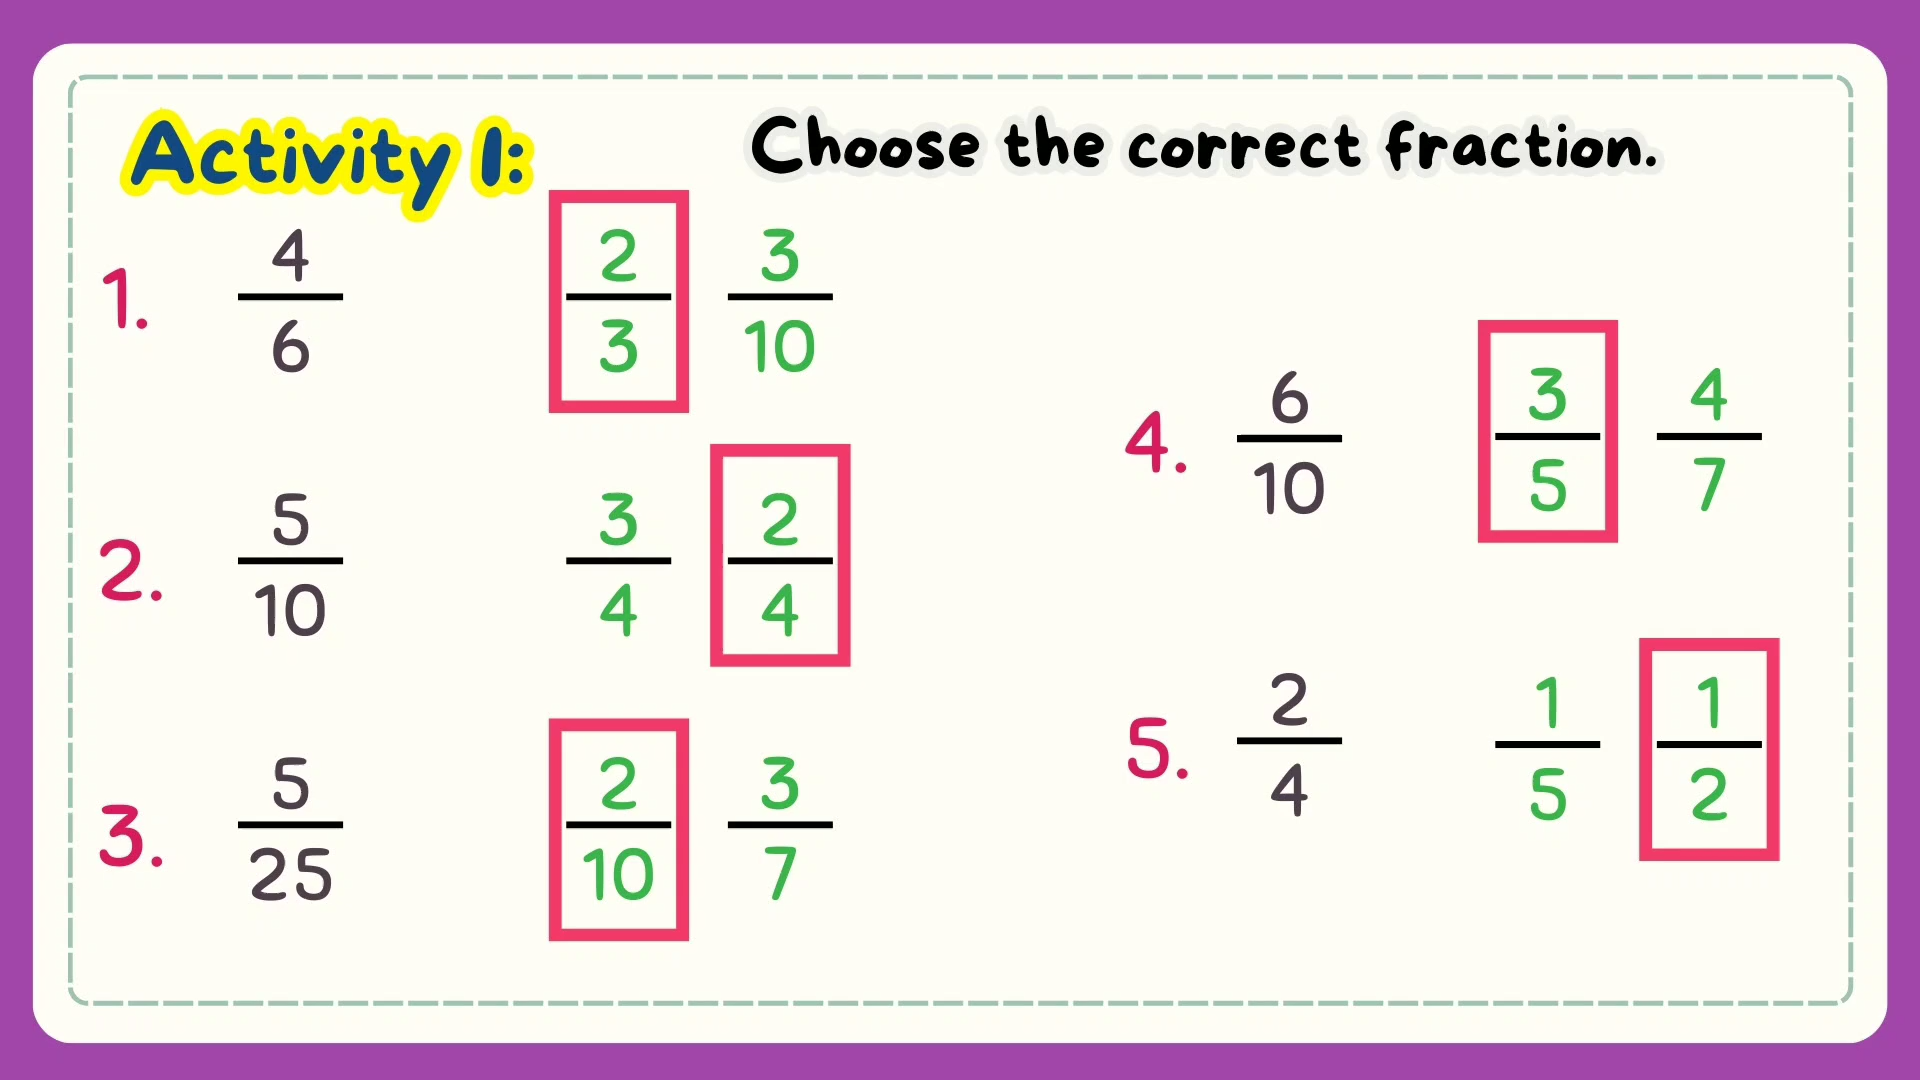 Activity 1:
Choose the correct fraction.
1. 4/6 2/3 3/10
2. 5/10 3/4 2/4
3. 5/25 2/10 3/7
4. 6/10 3/5 4/7
5. 2/4 1/5 1/2